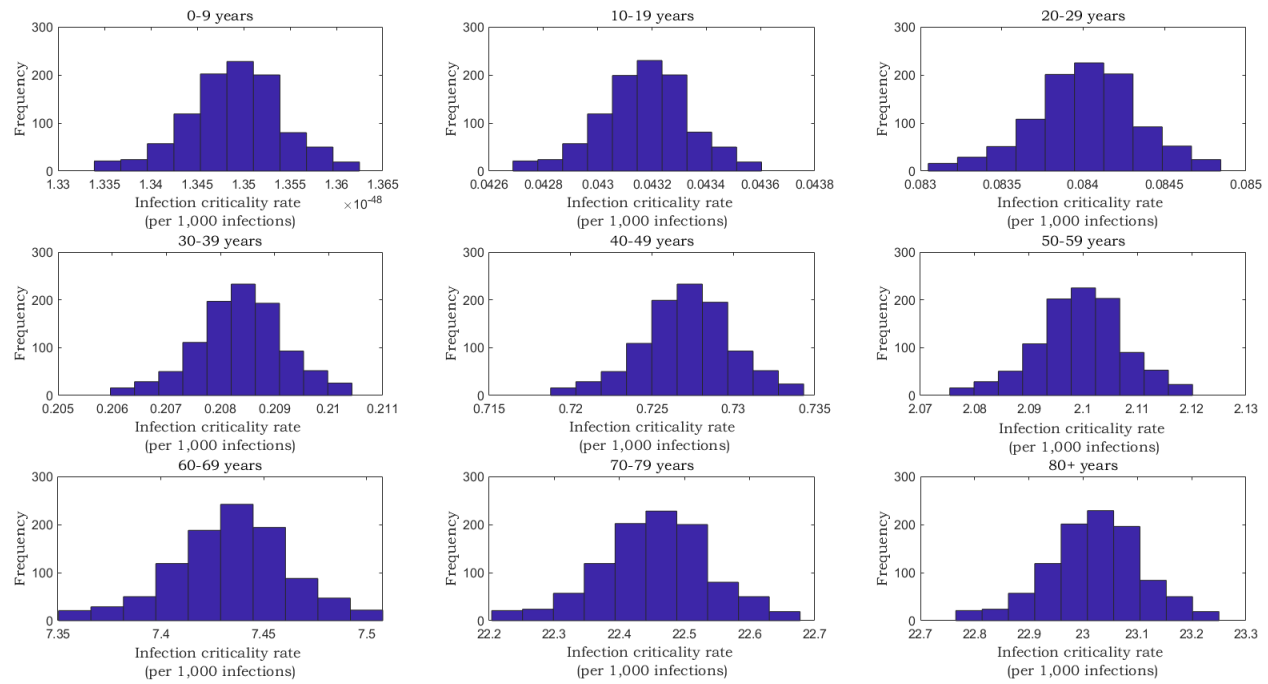 0-9 years
300
200
100
0
Frequency
1.33 1.335 1.34 1.345 1.35 1.355 1.36 1.365
×10-48
Infection criticality rate
(per 1,000 infections)
10-19 years
300
200
100
0
Frequency
0.0426 0.0428 0.043 0.0432 0.0434 0.0436 0.0438
Infection criticality rate
(per 1,000 infections)
20-29 years
300
200
100
0
Frequency
0.083 0.0835 0.084 0.0845 0.085
Infection criticality rate
(per 1,000 infections)
30-39 years
300
200
100
0
Frequency
0.205 0.206 0.207 0.208 0.209 0.21 0.211
Infection criticality rate
(per 1,000 infections)
40-49 years
300
200
100
0
Frequency
0.715 0.72 0.725 0.73 0.735
Infection criticality rate
(per 1,000 infections)
50-59 years
300
200
100
0
Frequency
2.07 2.08 2.09 2.1 2.11 2.12 2.13
Infection criticality rate
(per 1,000 infections)
60-69 years
300
200
100
0
Frequency
7.35 7.4 7.45 7.5
Infection criticality rate
(per 1,000 infections)
70-79 years
300
200
100
0
Frequency
22.2 22.3 22.4 22.5 22.6 22.7
Infection criticality rate
(per 1,000 infections)
80+ years
300
200
100
0
Frequency
22.7 22.8 22.9 23 23.1 23.2 23.3
Infection criticality rate
(per 1,000 infections)